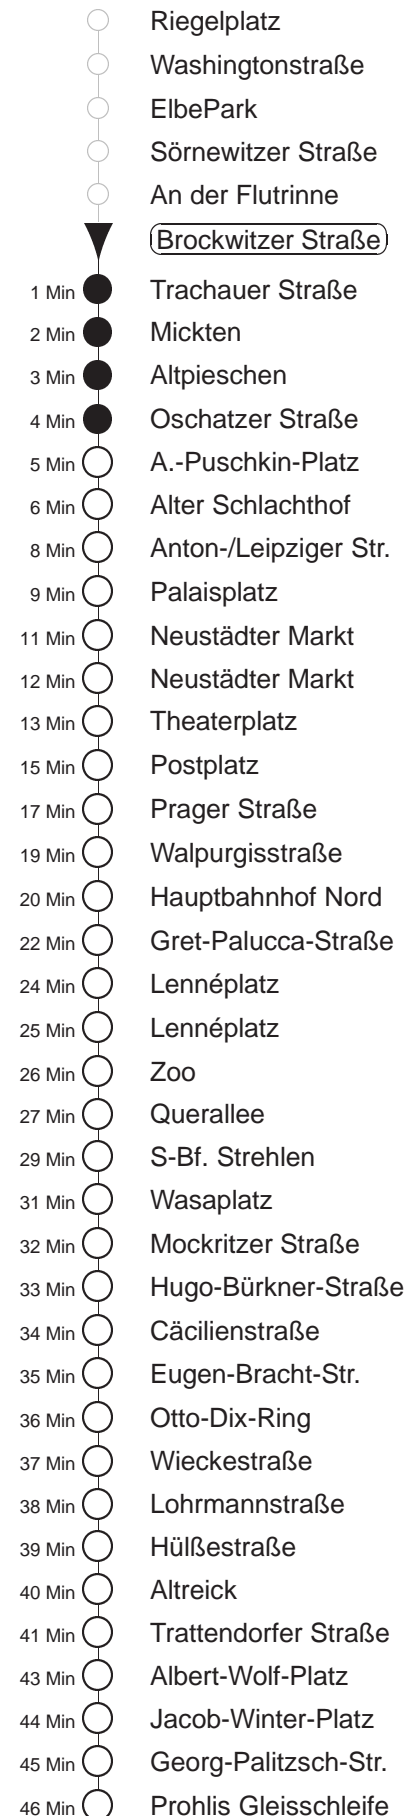 Riegelplatz
Washingtonstraße
ElbePark
Sörnewitzer Straße
An der Flutrinne
Brockwitzer Straße
1 Min Trachauer Straße
2 Min Mickten
3 Min Altpieschen
4 Min Oschatzer Straße
5 Min A.-Puschkin-Platz
6 Min Alter Schlachthof
8 Min Anton-/Leipziger Str.
9 Min Palaisplatz
11 Min Neustädter Markt
12 Min Neustädter Markt
13 Min Theaterplatz
15 Min Postplatz
17 Min Prager Straße
19 Min Walpurgisstraße
20 Min Hauptbahnhof Nord
22 Min Gret-Palucca-Straße
24 Min Lennéplatz
25 Min Lennéplatz
26 Min Zoo
27 Min Querallee
29 Min S-Bf. Strehlen
31 Min Wasaplatz
32 Min Mockritzer Straße
33 Min Hugo-Bürkner-Straße
34 Min Cäcilienstraße
35 Min Eugen-Bracht-Str.
36 Min Otto-Dix-Ring
37 Min Wieckestraße
38 Min Lohrmannstraße
39 Min Hülßestraße
40 Min Altreick
41 Min Trattendorfer Straße
43 Min Albert-Wolf-Platz
44 Min Jacob-Winter-Platz
45 Min Georg-Palitzsch-Str.
46 Min Prohlis Gleisschleife